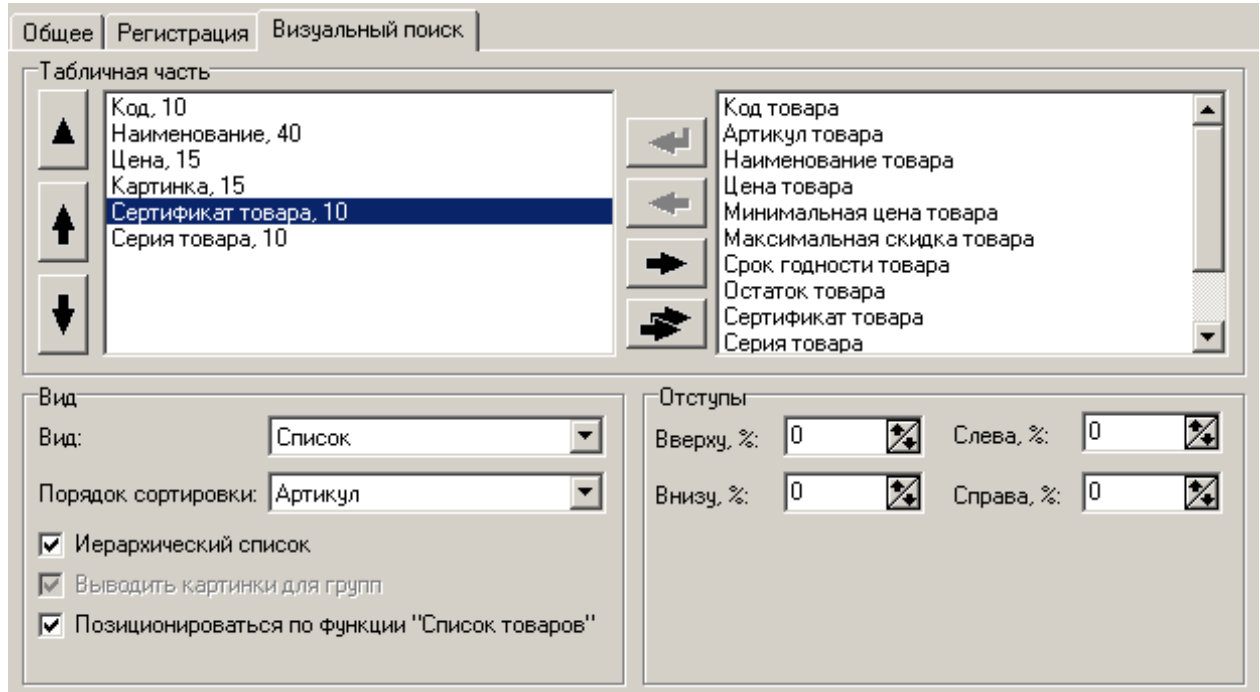 Общее
Регистрация
Визуальный поиск
Табличная часть
Код, 10
Наименование, 40
Цена, 15
Картинка, 15
Сертификат товара, 10
Серия товара, 10
Код товара
Артикул товара
Наименование товара
Цена товара
Минимальная цена товара
Максимальная скидка товара
Срок годности товара
Остаток товара
Сертификат товара
Серия товара
Вид
Вид: Список
Порядок сортировки: Артикул
Иерархический список
Выводить картинки для групп
Позиционироваться по функции "Список товаров"
Отступы
Вверху, %: 0 Слева, %: 0
Внизу, %: 0 Справа, %: 0